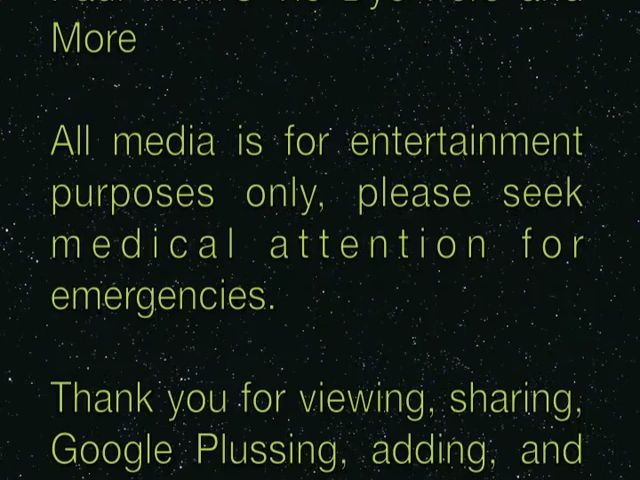 More
All media is for entertainment
purposes only, please seek
medical attention for
emergencies.
Thank you for viewing, sharing,
Google Plussing, adding, and